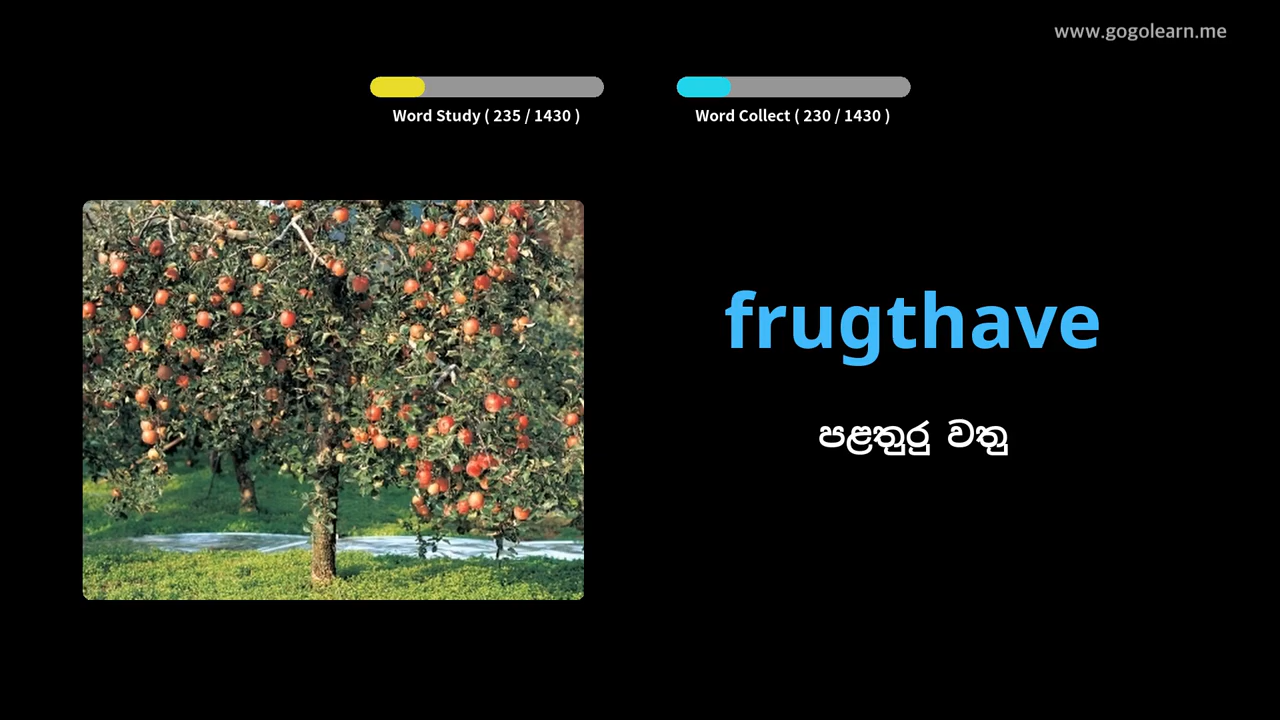 www.gogolearn.me
Word Study ( 235 / 1430 )
Word Collect ( 230 / 1430 )
frugthave
පළතුරු වතු